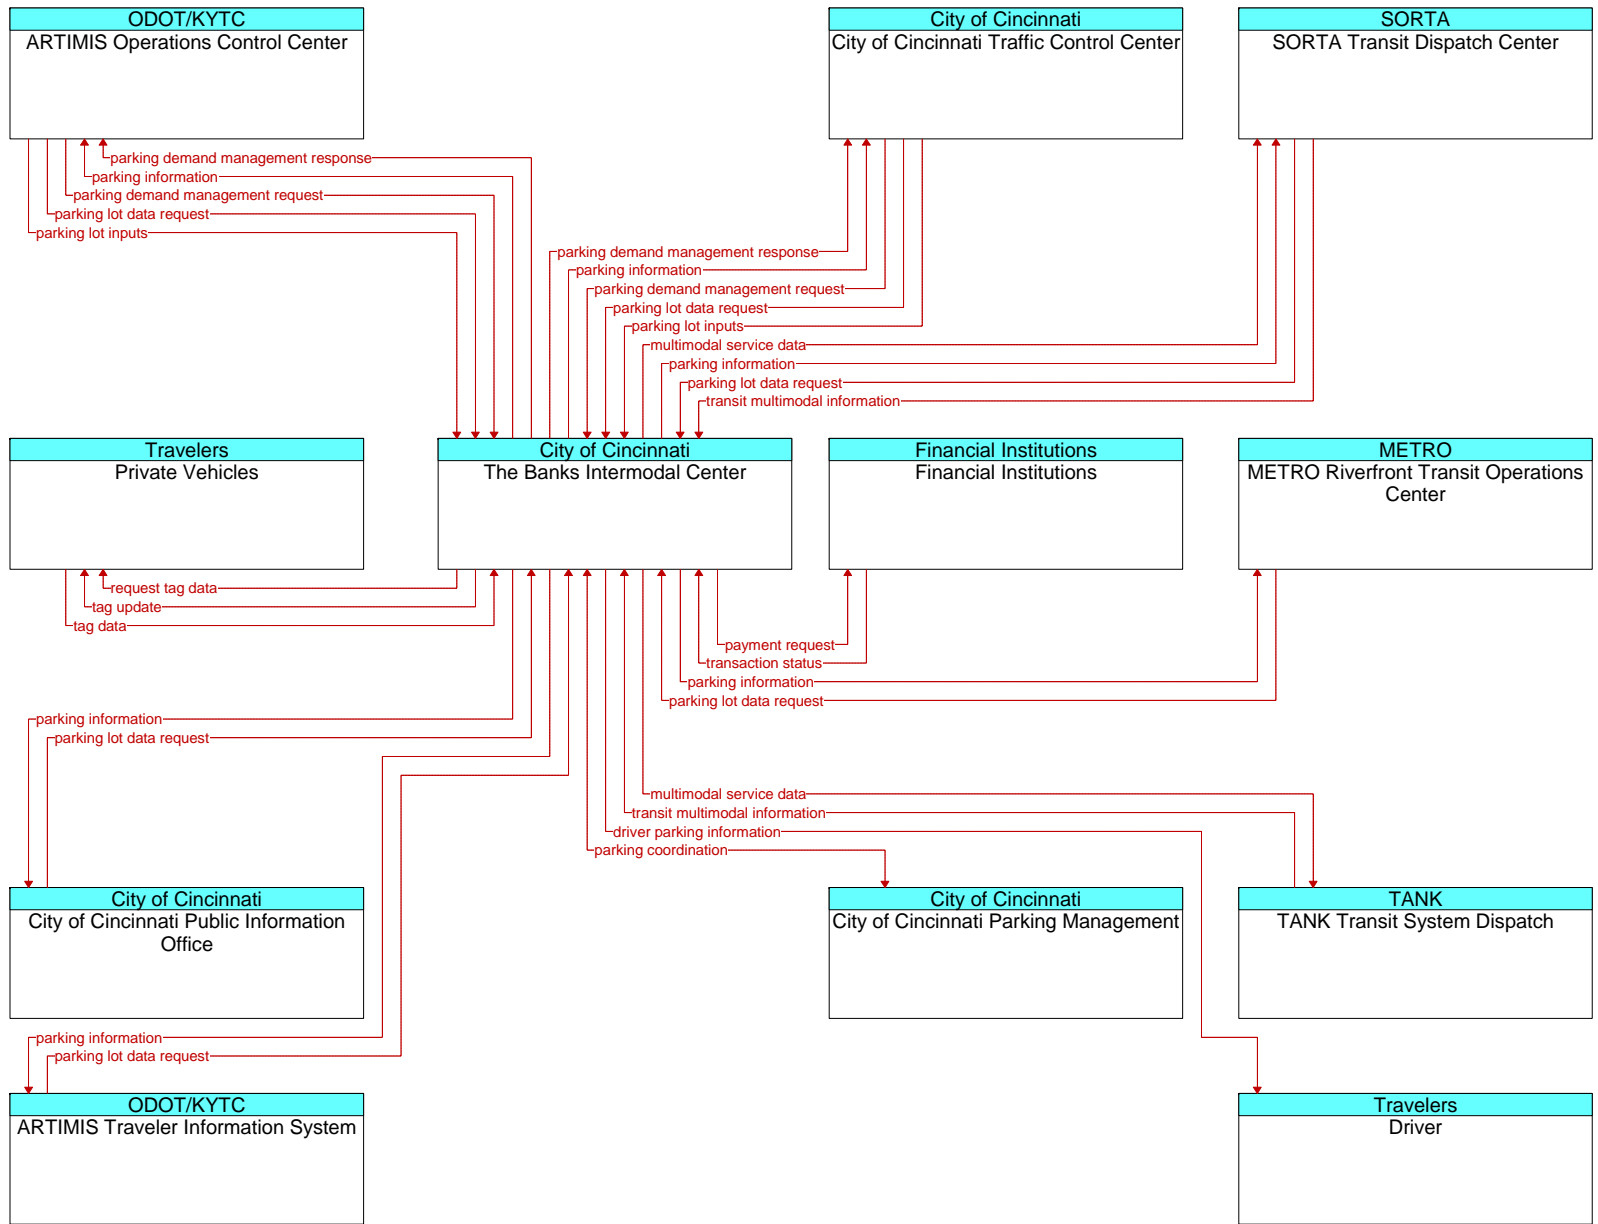 ODOT/KYTC
ARTIMIS Operations Control Center
City of Cincinnati
City of Cincinnati Traffic Control Center
SORTA
SORTA Transit Dispatch Center
parking demand management response
parking information
parking demand management request
parking lot data request
parking lot inputs
parking demand management response
parking information
parking demand management request
parking lot data request
parking lot inputs
multimodal service data
parking information
parking lot data request
transit multimodal information
Travelers
Private Vehicles
City of Cincinnati
The Banks Intermodal Center
Financial Institutions
Financial Institutions
METRO
METRO Riverfront Transit Operations
Center
request tag data
tag update
tag data
payment request
transaction status
parking information
parking lot data request
parking information
parking lot data request
multimodal service data
transit multimodal information
driver parking information
parking coordination
City of Cincinnati
City of Cincinnati Public Information
Office
City of Cincinnati
City of Cincinnati Parking Management
TANK
TANK Transit System Dispatch
parking information
parking lot data request
ODOT/KYTC
ARTIMIS Traveler Information System
Travelers
Driver